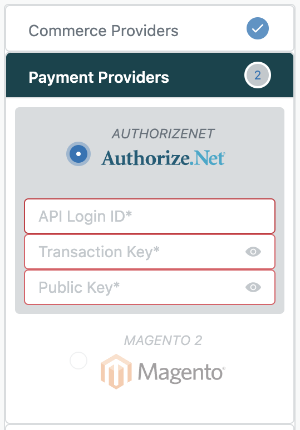 Commerce Providers
Payment Providers
2
AUTHORIZENET
Authorize.Net
API Login ID*
Transaction Key*
Public Key*
MAGENTO 2
Magento